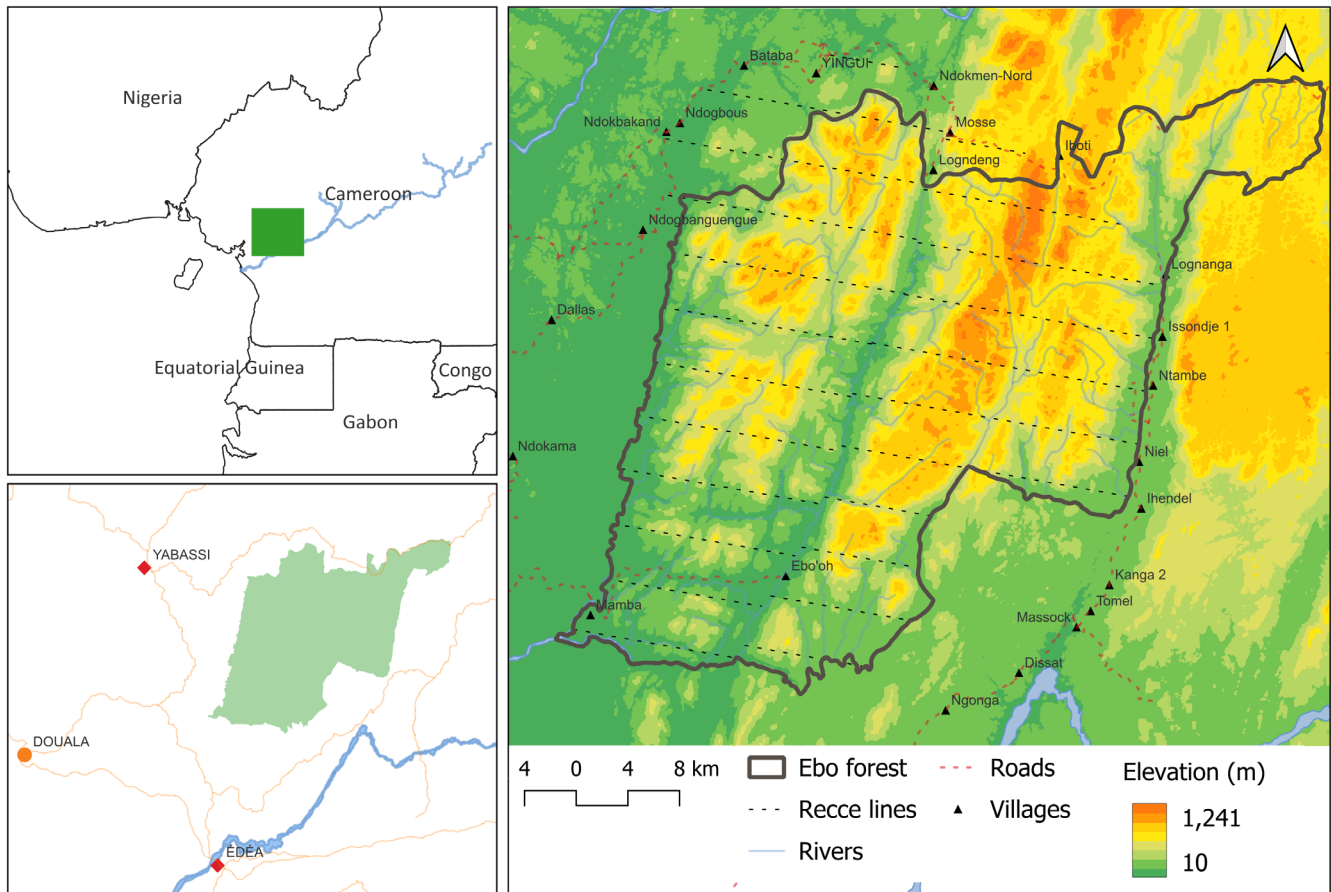 Nigeria
Cameroon
Equatorial Guinea
Congo
Gabon
YABASSI
DOUALA
ÉDÉA
Bataba
YINGUI
Ndokmen-Nord
Ndogbous
Ndokbakand
Mosse
Iboti
Logndeng
Ndogbanguengue
Lognanga
Dallas
Issondje 1
Ntambe
Ndokama
Niel
Ihendel
Ebo'oh
Kanga 2
Mamba
Tomel
Massock
Dissat
Ngonga
4 0 4 8 km
Ebo forest
Roads
Elevation (m)
Recce lines
Villages
1,241
Rivers
10